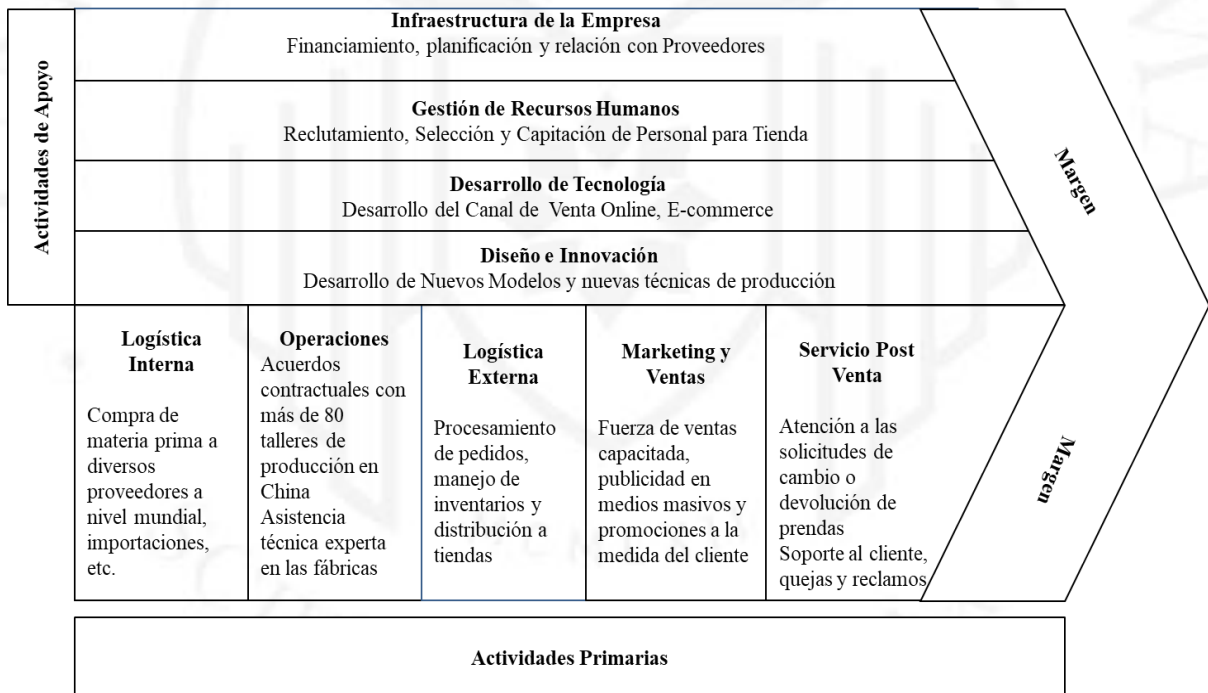 Infraestructura de la Empresa
Financiamiento, planificación y relación con Proveedores
Actividades de Apoyo
Gestión de Recursos Humanos
Reclutamiento, Selección y Capitación de Personal para Tienda
Desarrollo de Tecnología
Desarrollo del Canal de Venta Online, E-commerce
Diseño e Innovación
Desarrollo de Nuevos Modelos y nuevas técnicas de producción
Margen
Logística
Interna
Compra de
materia prima a
diversos
proveedores a
nivel mundial,
importaciones,
etc.
Operaciones
Acuerdos
contractuales con
más de 80
talleres de
producción en
China
Asistencia
técnica experta
en las fábricas
Logística
Externa
Procesamiento
de pedidos,
manejo de
inventarios y
distribución a
tiendas
Marketing y
Ventas
Fuerza de ventas
capacitada,
publicidad en
medios masivos y
promociones a la
medida del cliente
Servicio Post
Venta
Atención a las
solicitudes de
cambio o
devolución de
prendas
Soporte al cliente,
quejas y reclamos
Margen
Actividades Primarias